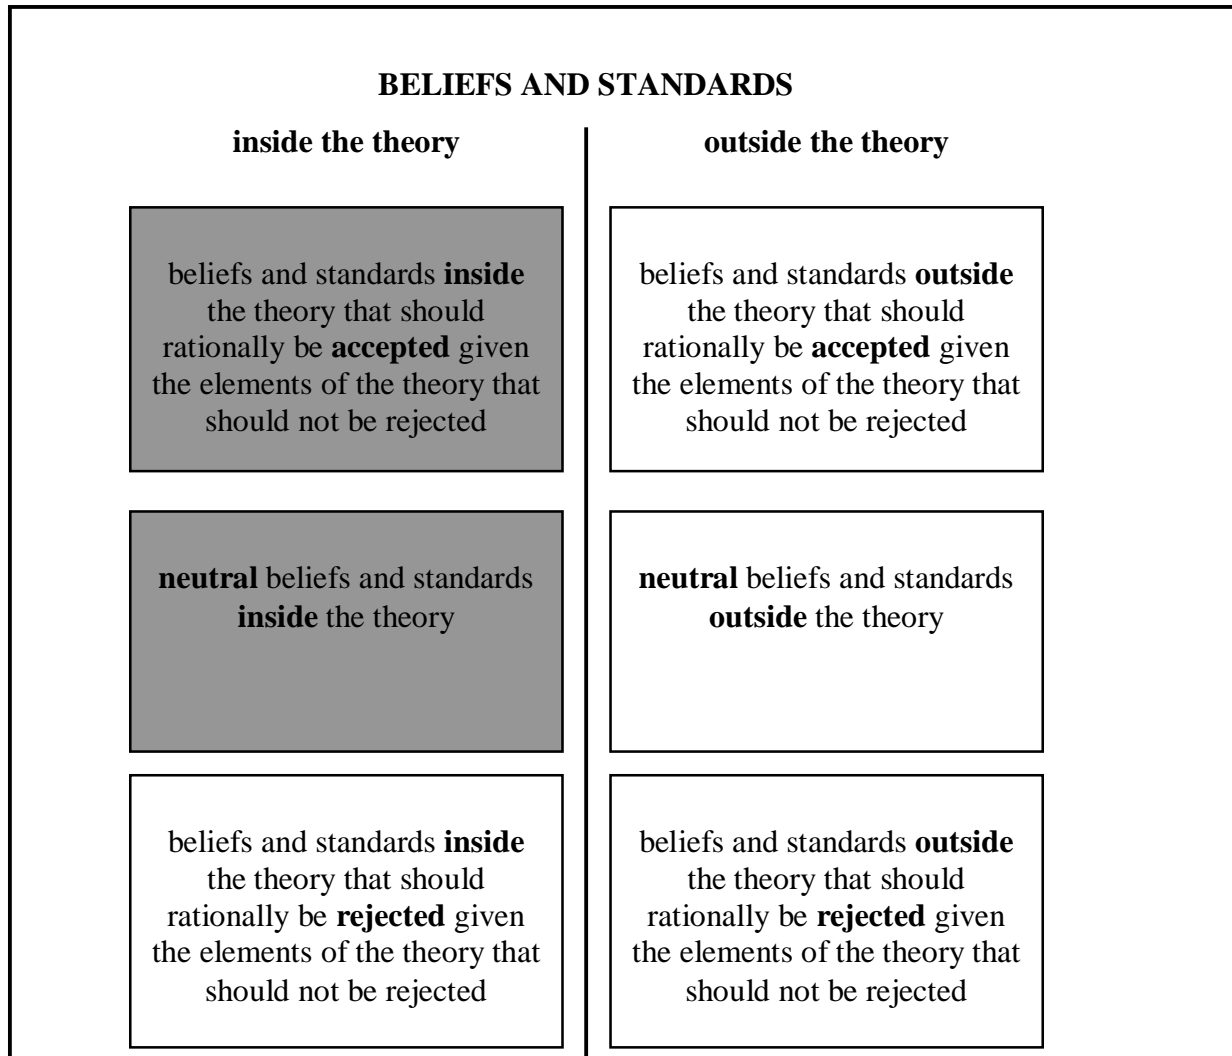 BELIEFS AND STANDARDS
inside the theory
outside the theory
beliefs and standards inside
the theory that should
rationally be accepted given
the elements of the theory that
should not be rejected
beliefs and standards outside
the theory that should
rationally be accepted given
the elements of the theory that
should not be rejected
neutral beliefs and standards
inside the theory
neutral beliefs and standards
outside the theory
beliefs and standards inside
the theory that should
rationally be rejected given
the elements of the theory that
should not be rejected
beliefs and standards outside
the theory that should
rationally be rejected given
the elements of the theory that
should not be rejected